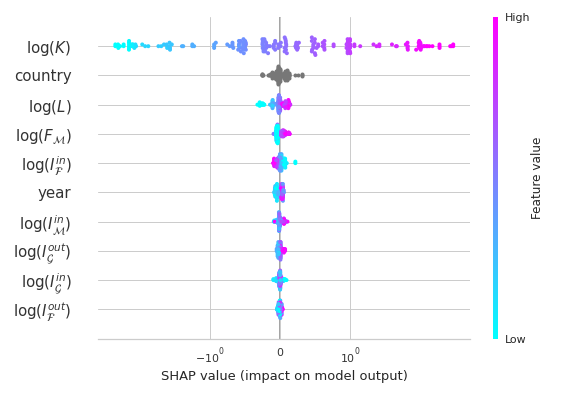 High
log(K)
country
log(L)
log(F_ℳ)
log(I_ℱ^{in})
year
log(I_ℳ^{in})
log(I_𝒢^{out})
log(I_𝒢^{in})
log(I_ℱ^{out})
Feature value
Low
−10^0 0 10^0
SHAP value (impact on model output)